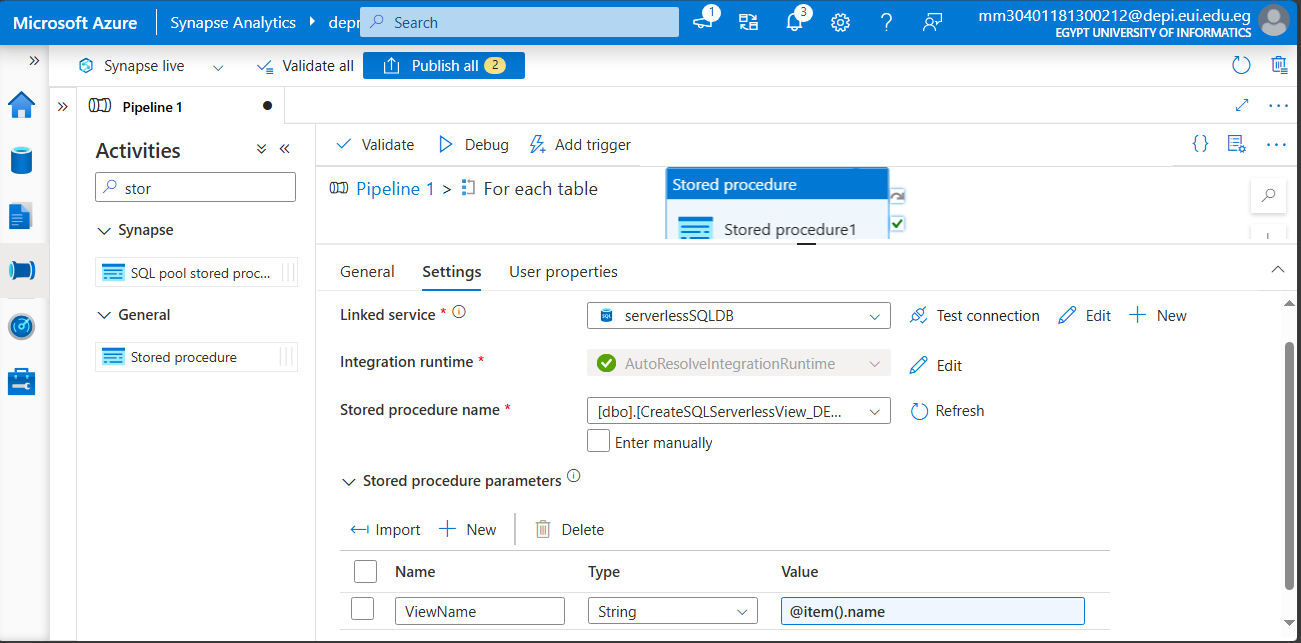 Microsoft Azure
Synapse Analytics
depr
Search
1
3
mm30401181300212@depi.eui.edu.eg
EGYPT UNIVERSITY OF INFORMATICS
Synapse live
Validate all
Publish all 2
Pipeline 1
Activities
stor
Synapse
SQL pool stored proc...
General
Stored procedure
Validate
Debug
Add trigger
Pipeline 1 > For each table
Stored procedure
Stored procedure1
General
Settings
User properties
Linked service *
serverlessSQLDB
Test connection
Edit
New
Integration runtime *
AutoResolveIntegrationRuntime
Edit
Stored procedure name *
[dbo].[CreateSQLServerlessView_DE...
Refresh
Enter manually
Stored procedure parameters
Import
New
Delete
Name Type Value
ViewName String @item().name